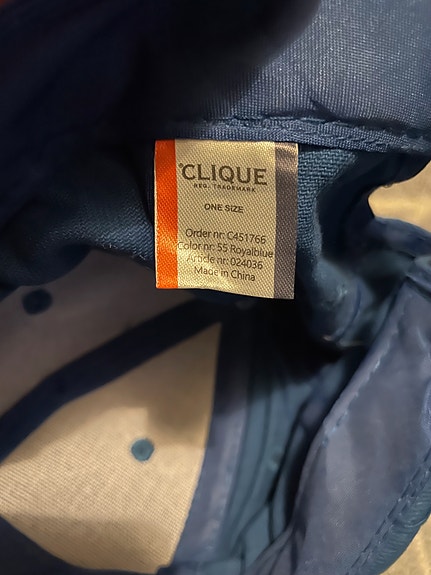 CLIQUE
REG. TRADEMARK
ONE SIZE
Order nr: C451766
Color nr: 55 Royalblue
Article nr: 024036
Made in China